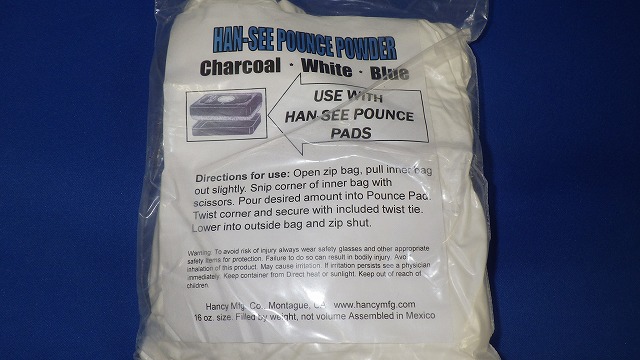 HAN-SEE POUNCE POWDER
Charcoal · White · Blue
USE WITH
HAN-SEE POUNCE
PADS
Directions for use: Open zip bag, pull inner bag
out slightly. Snip corner of inner bag with
scissors. Pour desired amount into Pounce Pad.
Twist corner and secure with included twist tie.
Lower into outside bag and zip shut.
Warning: To avoid risk of injury always wear safety glasses and other appropriate
safety items for protection. Failure to do so can result in bodily injury. Avo
inhalation of this product. May cause irritation. If irritation persists see a physician
immediately. Keep container from Direct heat or sunlight. Keep out of reach of
children.
Hancy Mfg. Co., Montague, CA www.hancymfg.com
16 oz. size. Filled by weight, not volume Assembled in Mexico